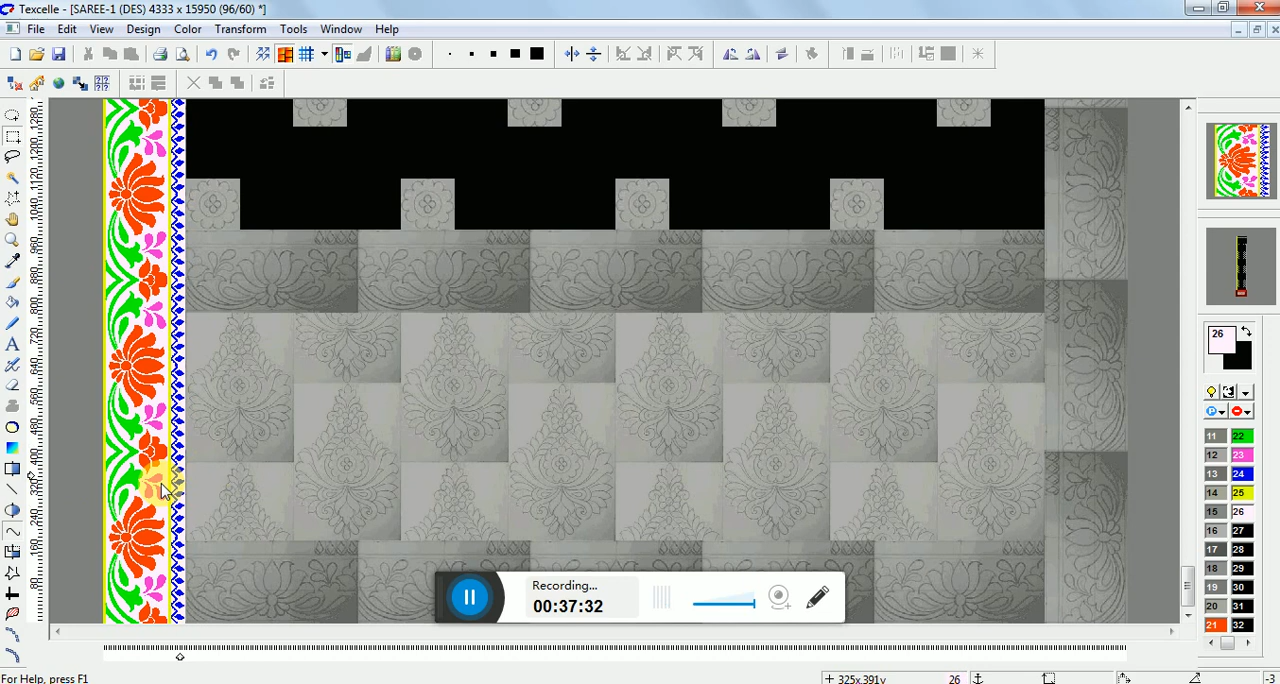 Texcelle - [SAREE-1 (DES) 4333 x 15950 (96/60) *]
File Edit View Design Color Transform Tools Window Help
26
11 22
12 23
13 24
14 25
15 26
16 27
17 28
18 29
19 30
20 31
21 32
Recording...
00:37:32
For Help, press F1
325x.391y 26 -3